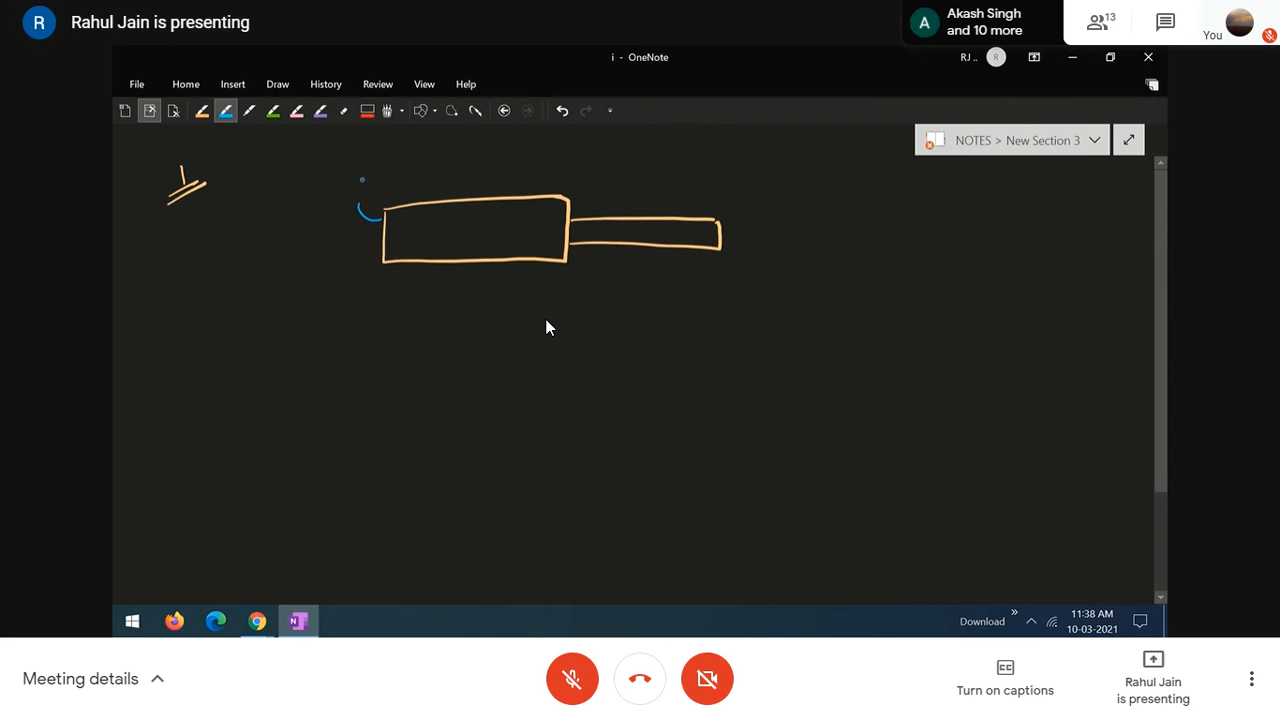 R Rahul Jain is presenting
A Akash Singh
and 10 more
13
You
i - OneNote
RJ ..
R
File Home Insert Draw History Review View Help
NOTES > New Section 3
1
Download
11:38 AM
10-03-2021
Meeting details
CC
Turn on captions
Rahul Jain
is presenting